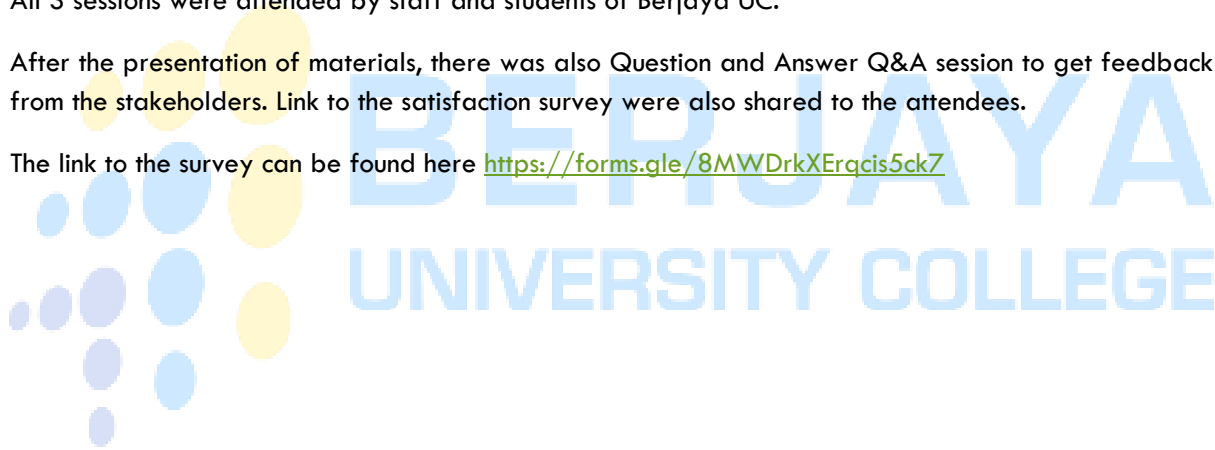 All 3 sessions were attended by staff and students of Berjaya UC.
After the presentation of materials, there was also Question and Answer Q&A session to get feedback
from the stakeholders. Link to the satisfaction survey were also shared to the attendees.
The link to the survey can be found here https://forms.gle/8MWDrkXErqcis5ck7
BERJAYA
UNIVERSITY COLLEGE